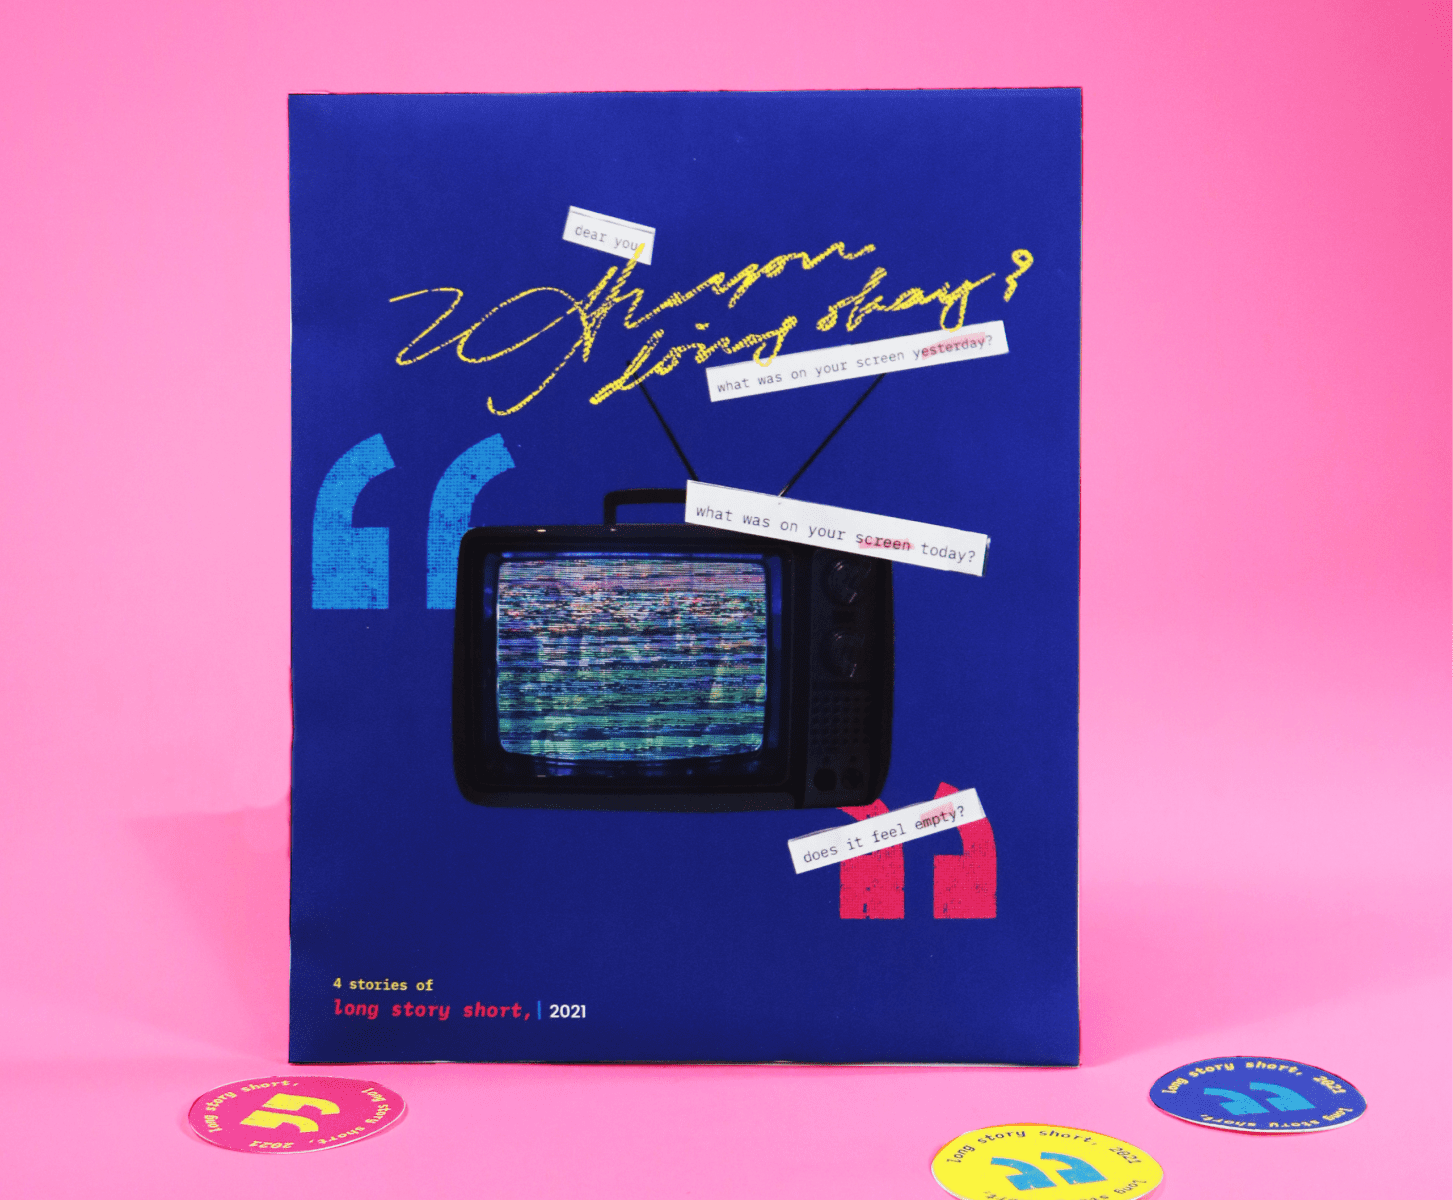 dear you
Are you
doing okay?
what was on your screen yesterday?
what was on your screen today?
does it feel empty?
4 stories of
long story short, 2021
long story short,
long story short, 2021
long story short, 2021
long story short,
long story short, 2021